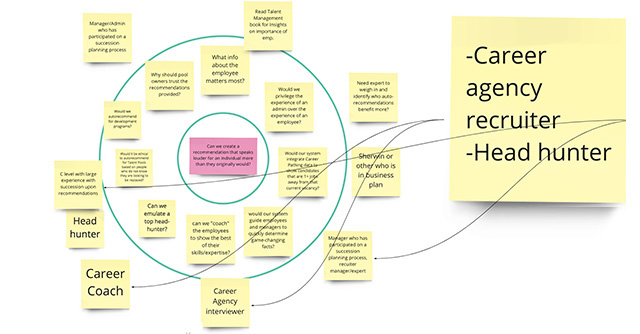 Manager/Admin
who has
participated on a
succession
planning process
Read Talent
Management
book for Insights
on importance of
emp.
What info
about the
employee
matters most?
Why should pool
owners trust the
recommendations
provided?
Would we
privilege the
experience of an
admin over the
experience of an
employee?
Need expert to
weigh in and
identify who auto-
recommendations
benefit more?
Would we
autorecommend
for development
programs?
Can we create a
recommendation that speaks
louder for an individual more
than they originally would?
Would it be ethical
to autorecommend
for Talent Pools
based on people
who do not know
they are looking to
be replaced?
Would our system
integrate Career
Pathing data to
show candidates
that are 1+ jobs
away from that
current vacancy?
Sherwin or
other who is
in business
plan
C level with large
experience with
succession upon
recommendations
Head
hunter
Can we
emulate a
top head-
hunter?
can we "coach"
the employees
to show the best
of their
skills/expertise?
would our system
guide employees
and managers to
quickly determine
game-changing
facts?
Manager who has
participated on a
succession
planning process,
recruiter
manager/expert
Career
Coach
Career
Agency
interviewer
-Career
agency
recruiter
-Head hunter